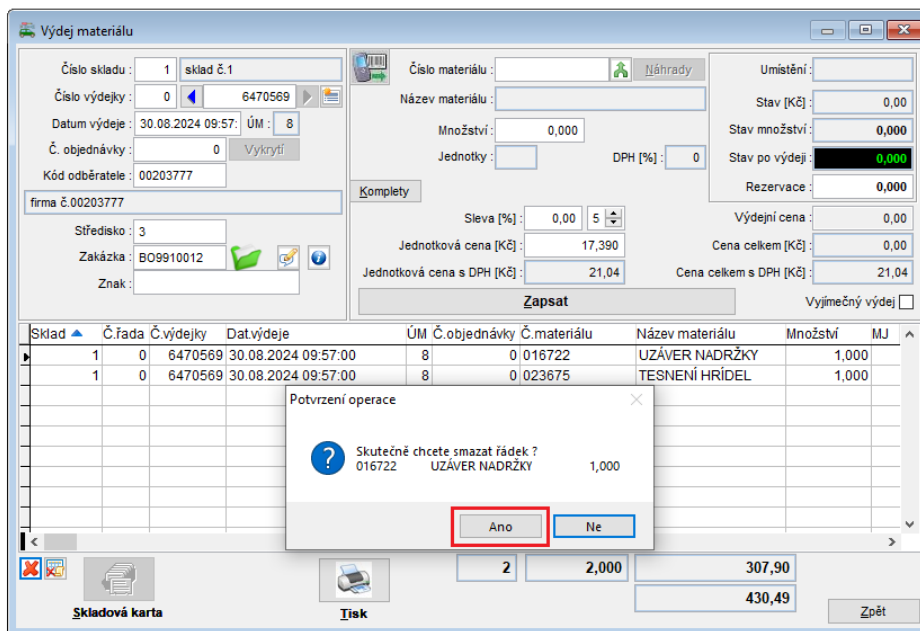 Výdej materiálu
Číslo skladu : 1 sklad č.1
Číslo výdejky : 0 6470569
Datum výdeje : 30.08.2024 09:57: ÚM : 8
Č. objednávky : 0 Vykrytí
Kód odběratele : 00203777
firma č.00203777
Středisko : 3
Zakázka : BO9910012
Znak :
Číslo materiálu : Náhrady
Název materiálu :
Množství : 0,000
Jednotky : DPH [%] : 0
Komplety
Sleva [%] : 0,00 5
Jednotková cena [Kč] : 17,390
Jednotková cena s DPH [Kč] : 21,04
Umístění :
Stav [Kč] : 0,00
Stav množství : 0,000
Stav po výdeji : 0,000
Rezervace : 0,000
Výdejní cena : 0,00
Cena celkem [Kč] : 0,00
Cena celkem s DPH [Kč] : 21,04
Zapsat
Vyjímečný výdej
Sklad Č.řada Č.výdejky Dat.výdeje ÚM Č.objednávky Č.materiálu Název materiálu Množství MJ
1 0 6470569 30.08.2024 09:57:00 8 0 016722 UZÁVER NADRŽKY 1,000
1 0 6470569 30.08.2024 09:57:00 8 0 023675 TESNENÍ HRÍDEL 1,000
Potvrzení operace
Skutečně chcete smazat řádek ?
016722 UZÁVER NADRŽKY 1,000
Ano Ne
2 2,000 307,90
430,49
Skladová karta
Tisk
Zpět